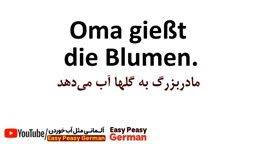 Oma gießt
die Blumen.
مادربزرگ به گلها آب می‌دهد
YouTube/ آلمانی مثل آب خوردن Easy Peasy
Easy Peasy German German